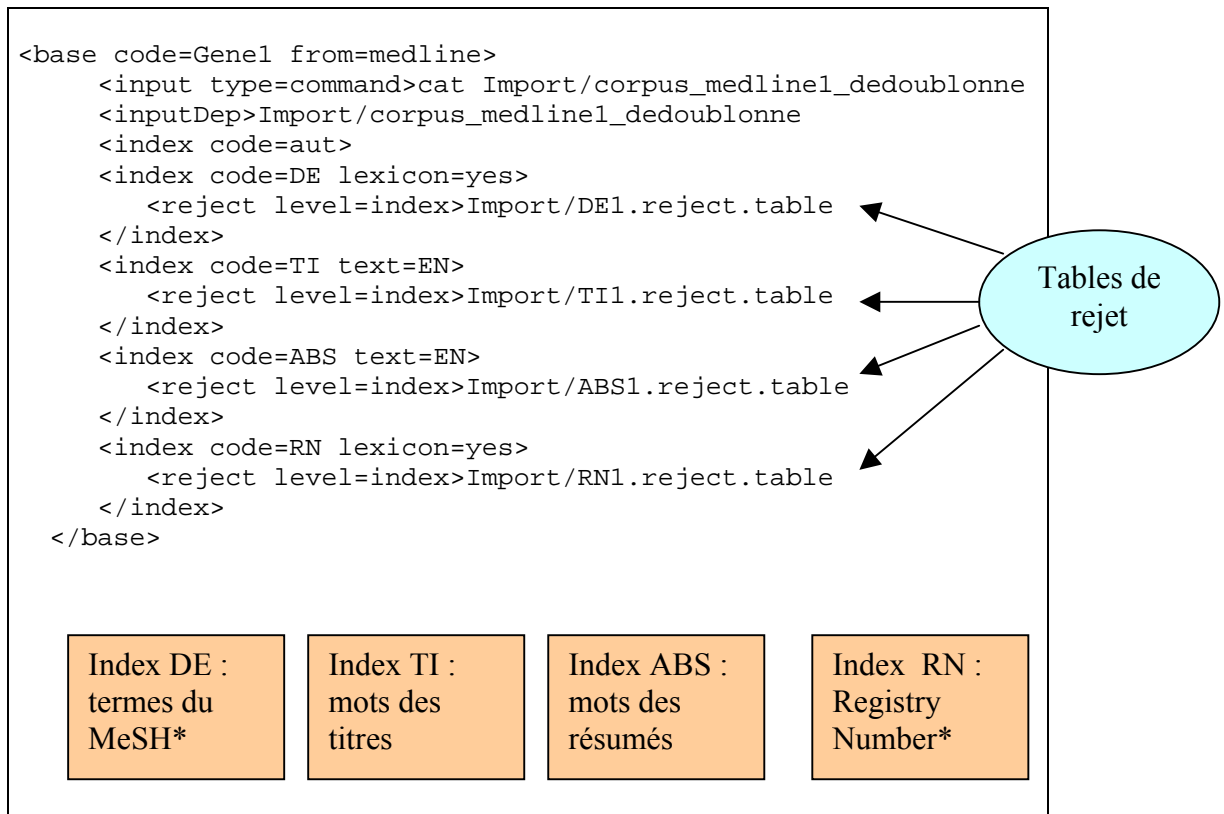 <base code=Gene1 from=medline>
<input type=command>cat Import/corpus_medline1_dedoublonne
<inputDep>Import/corpus_medline1_dedoublonne
<index code=aut>
<index code=DE lexicon=yes>
<reject level=index>Import/DE1.reject.table
</index>
<index code=TI text=EN>
<reject level=index>Import/TI1.reject.table
</index>
<index code=ABS text=EN>
<reject level=index>Import/ABS1.reject.table
</index>
<index code=RN lexicon=yes>
<reject level=index>Import/RN1.reject.table
</index>
</base>
Tables de
rejet
Index DE :
termes du
MeSH*
Index TI :
mots des
titres
Index ABS :
mots des
résumés
Index RN :
Registry
Number*